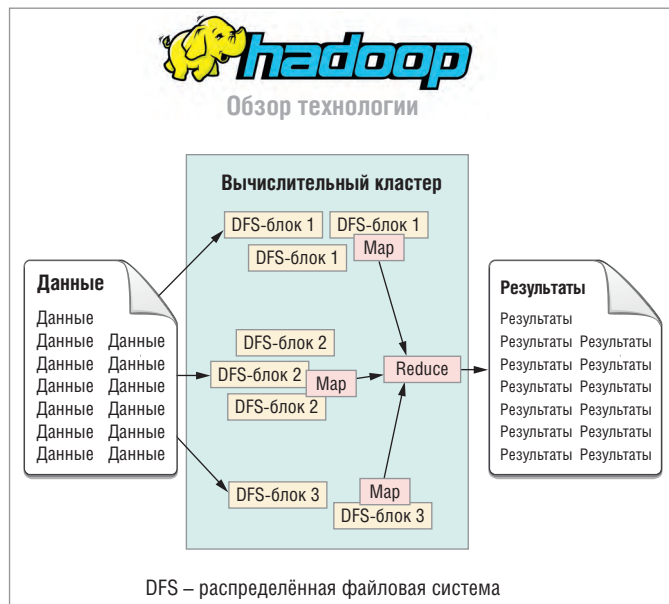 hadoop
Обзор технологии
Вычислительный кластер
DFS-блок 1 DFS-блок 1
DFS-блок 1 Map
Данные
Данные
Данные Данные
Данные Данные
Данные Данные
Данные Данные
Данные Данные
Данные Данные
DFS-блок 2
DFS-блок 2 Map
DFS-блок 2
Reduce
DFS-блок 3
Map
DFS-блок 3
Результаты
Результаты
Результаты Результаты
Результаты Результаты
Результаты Результаты
Результаты Результаты
Результаты Результаты
Результаты Результаты
DFS – распределённая файловая система